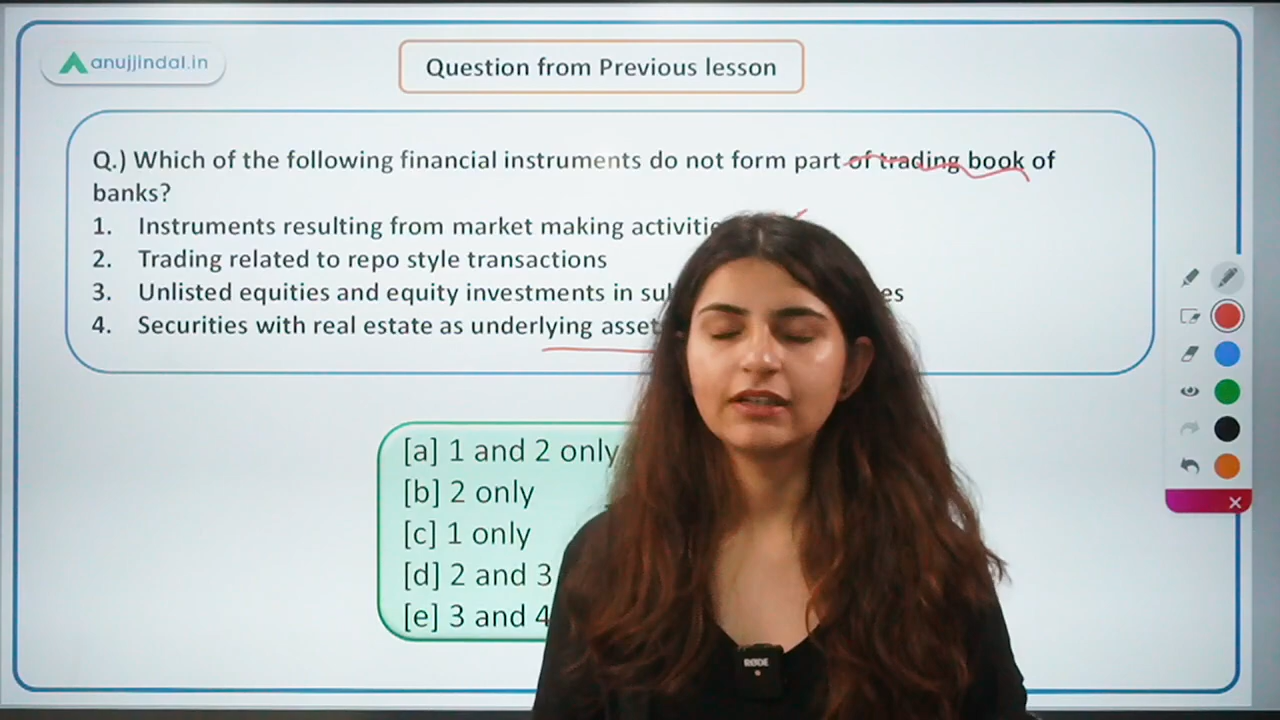 anujjindal.in
Question from Previous lesson
Q.) Which of the following financial instruments do not form part of trading book of
banks?
1. Instruments resulting from market making
2. Trading related to repo style transactions
3. Unlisted equities and equity investments in
4. Securities with real estate as underlying
[a] 1 and 2 only
[b] 2 only
[c] 1 only
[d] 2 and 3
[e] 3 and 4
RØDE